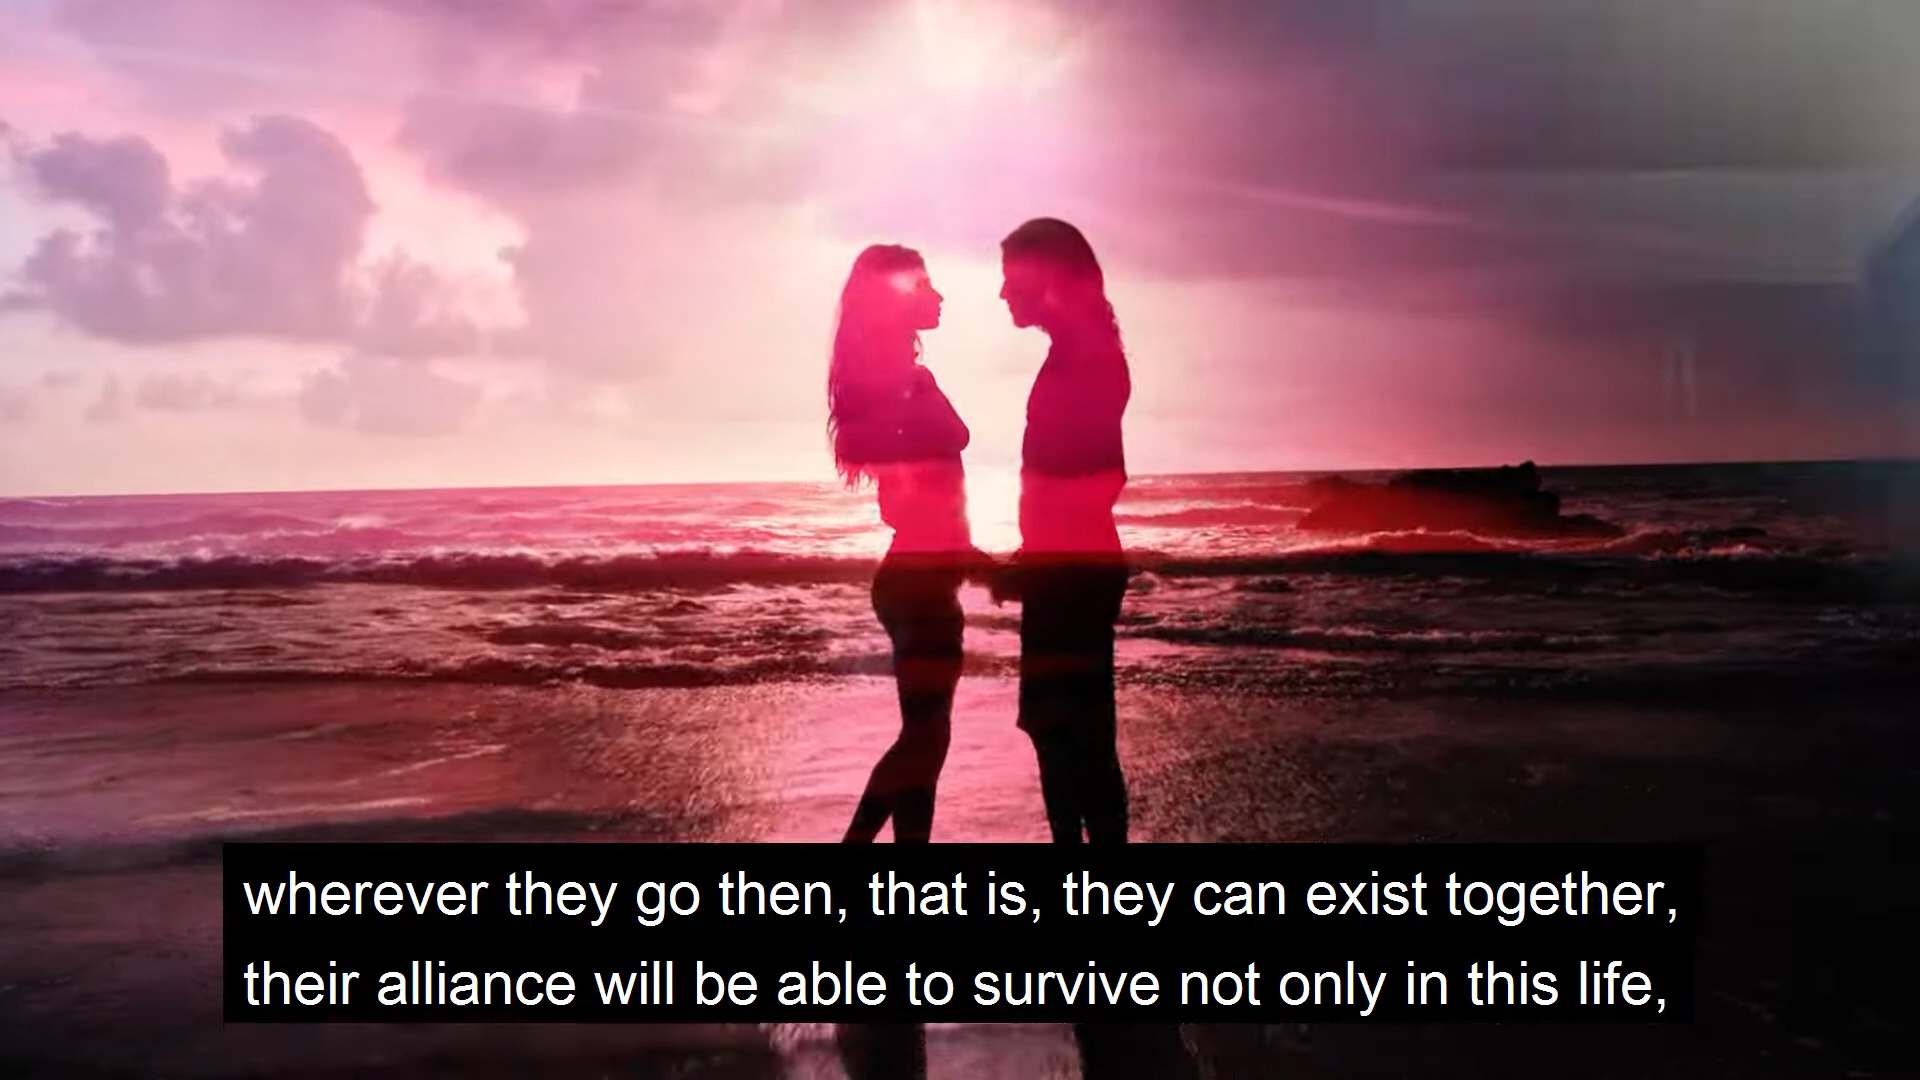 wherever they go then, that is, they can exist together,
their alliance will be able to survive not only in this life,